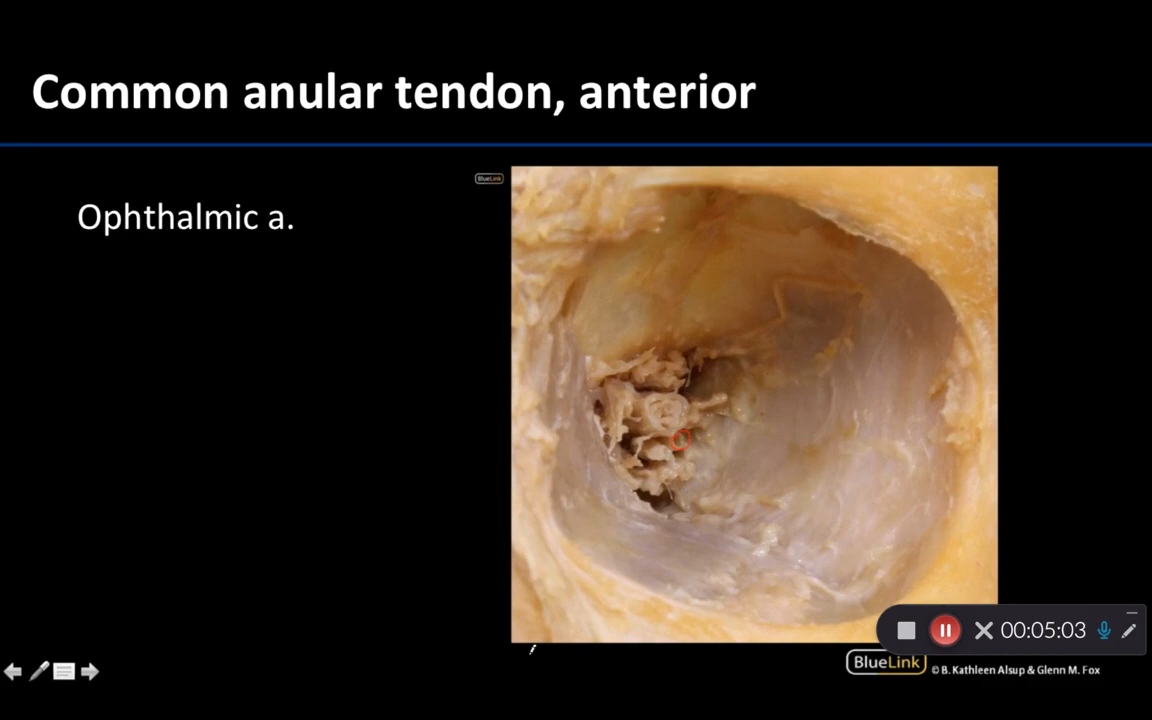 Common anular tendon, anterior
BlueLink
Ophthalmic a.
00:05:03
BlueLink © B. Kathleen Alsup & Glenn M. Fox